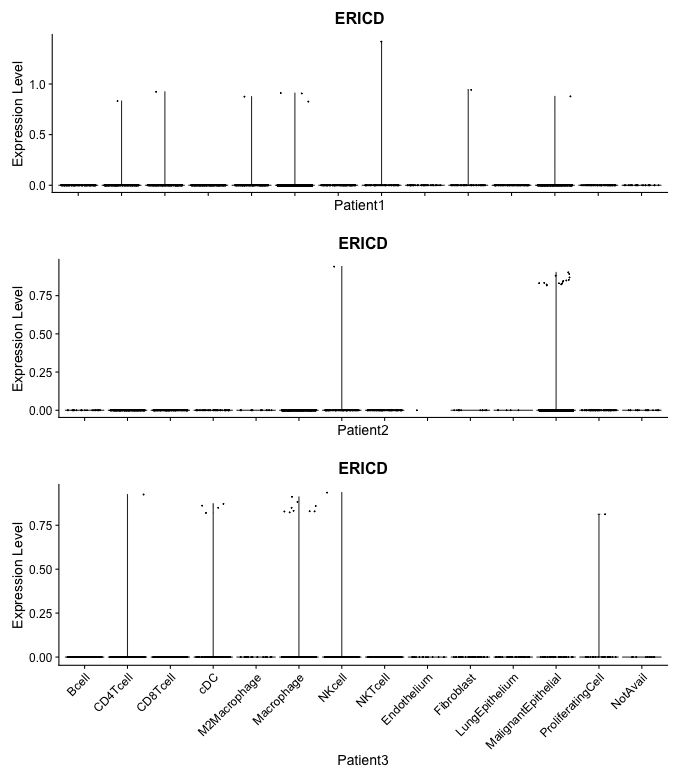 ERICD
Expression Level
1.0
0.5
0.0
Patient1
ERICD
Expression Level
0.75
0.50
0.25
0.00
Patient2
ERICD
Expression Level
0.75
0.50
0.25
0.00
Bcell
CD4Tcell
CD8Tcell
cDC
M2Macrophage
Macrophage
NKcell
NKTcell
Endothelium
Fibroblast
LungEpithelium
MalignantEpithelial
ProliferatingCell
NotAvail
Patient3